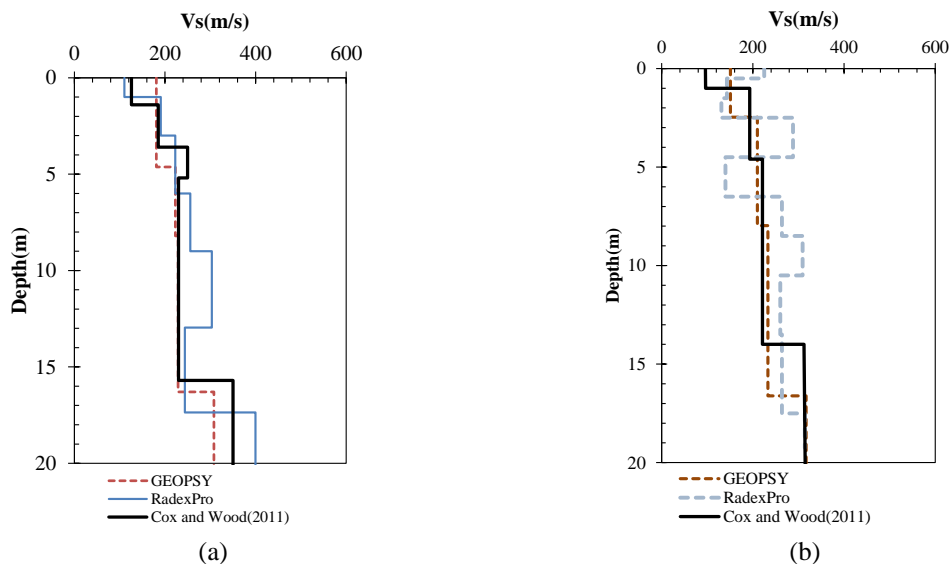 Vs(m/s)
0 200 400 600
0
5
10
15
20
Depth(m)
GEOPSY
RadexPro
Cox and Wood(2011)
(a)
Vs(m/s)
0 200 400 600
0
5
10
15
20
Depth(m)
GEOPSY
RadexPro
Cox and Wood(2011)
(b)